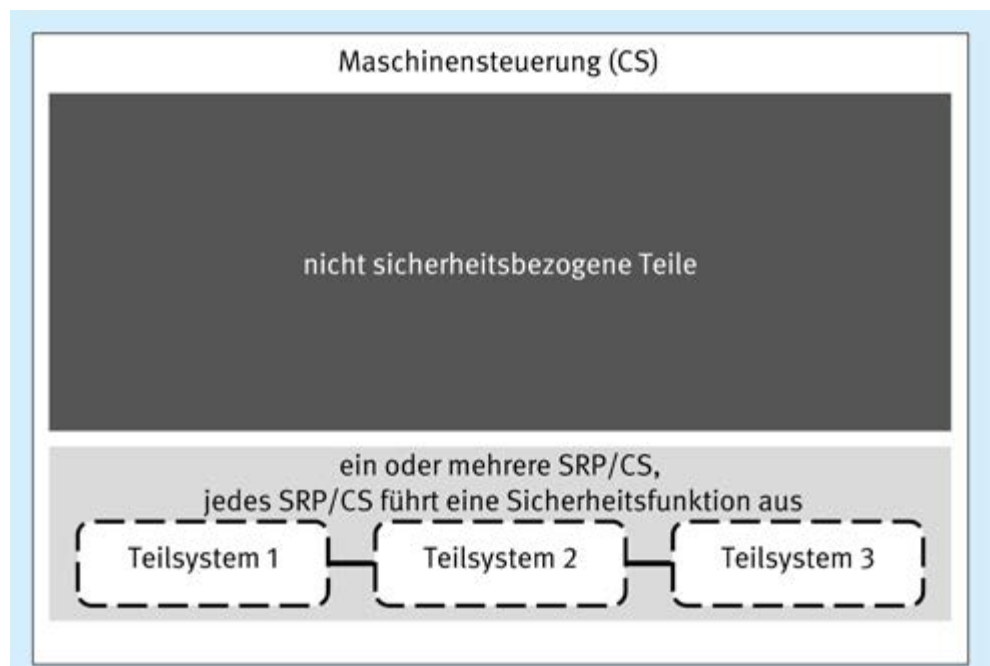 Maschinensteuerung (CS)
nicht sicherheitsbezogene Teile
ein oder mehrere SRP/CS,
jedes SRP/CS führt eine Sicherheitsfunktion aus
Teilsystem 1
Teilsystem 2
Teilsystem 3